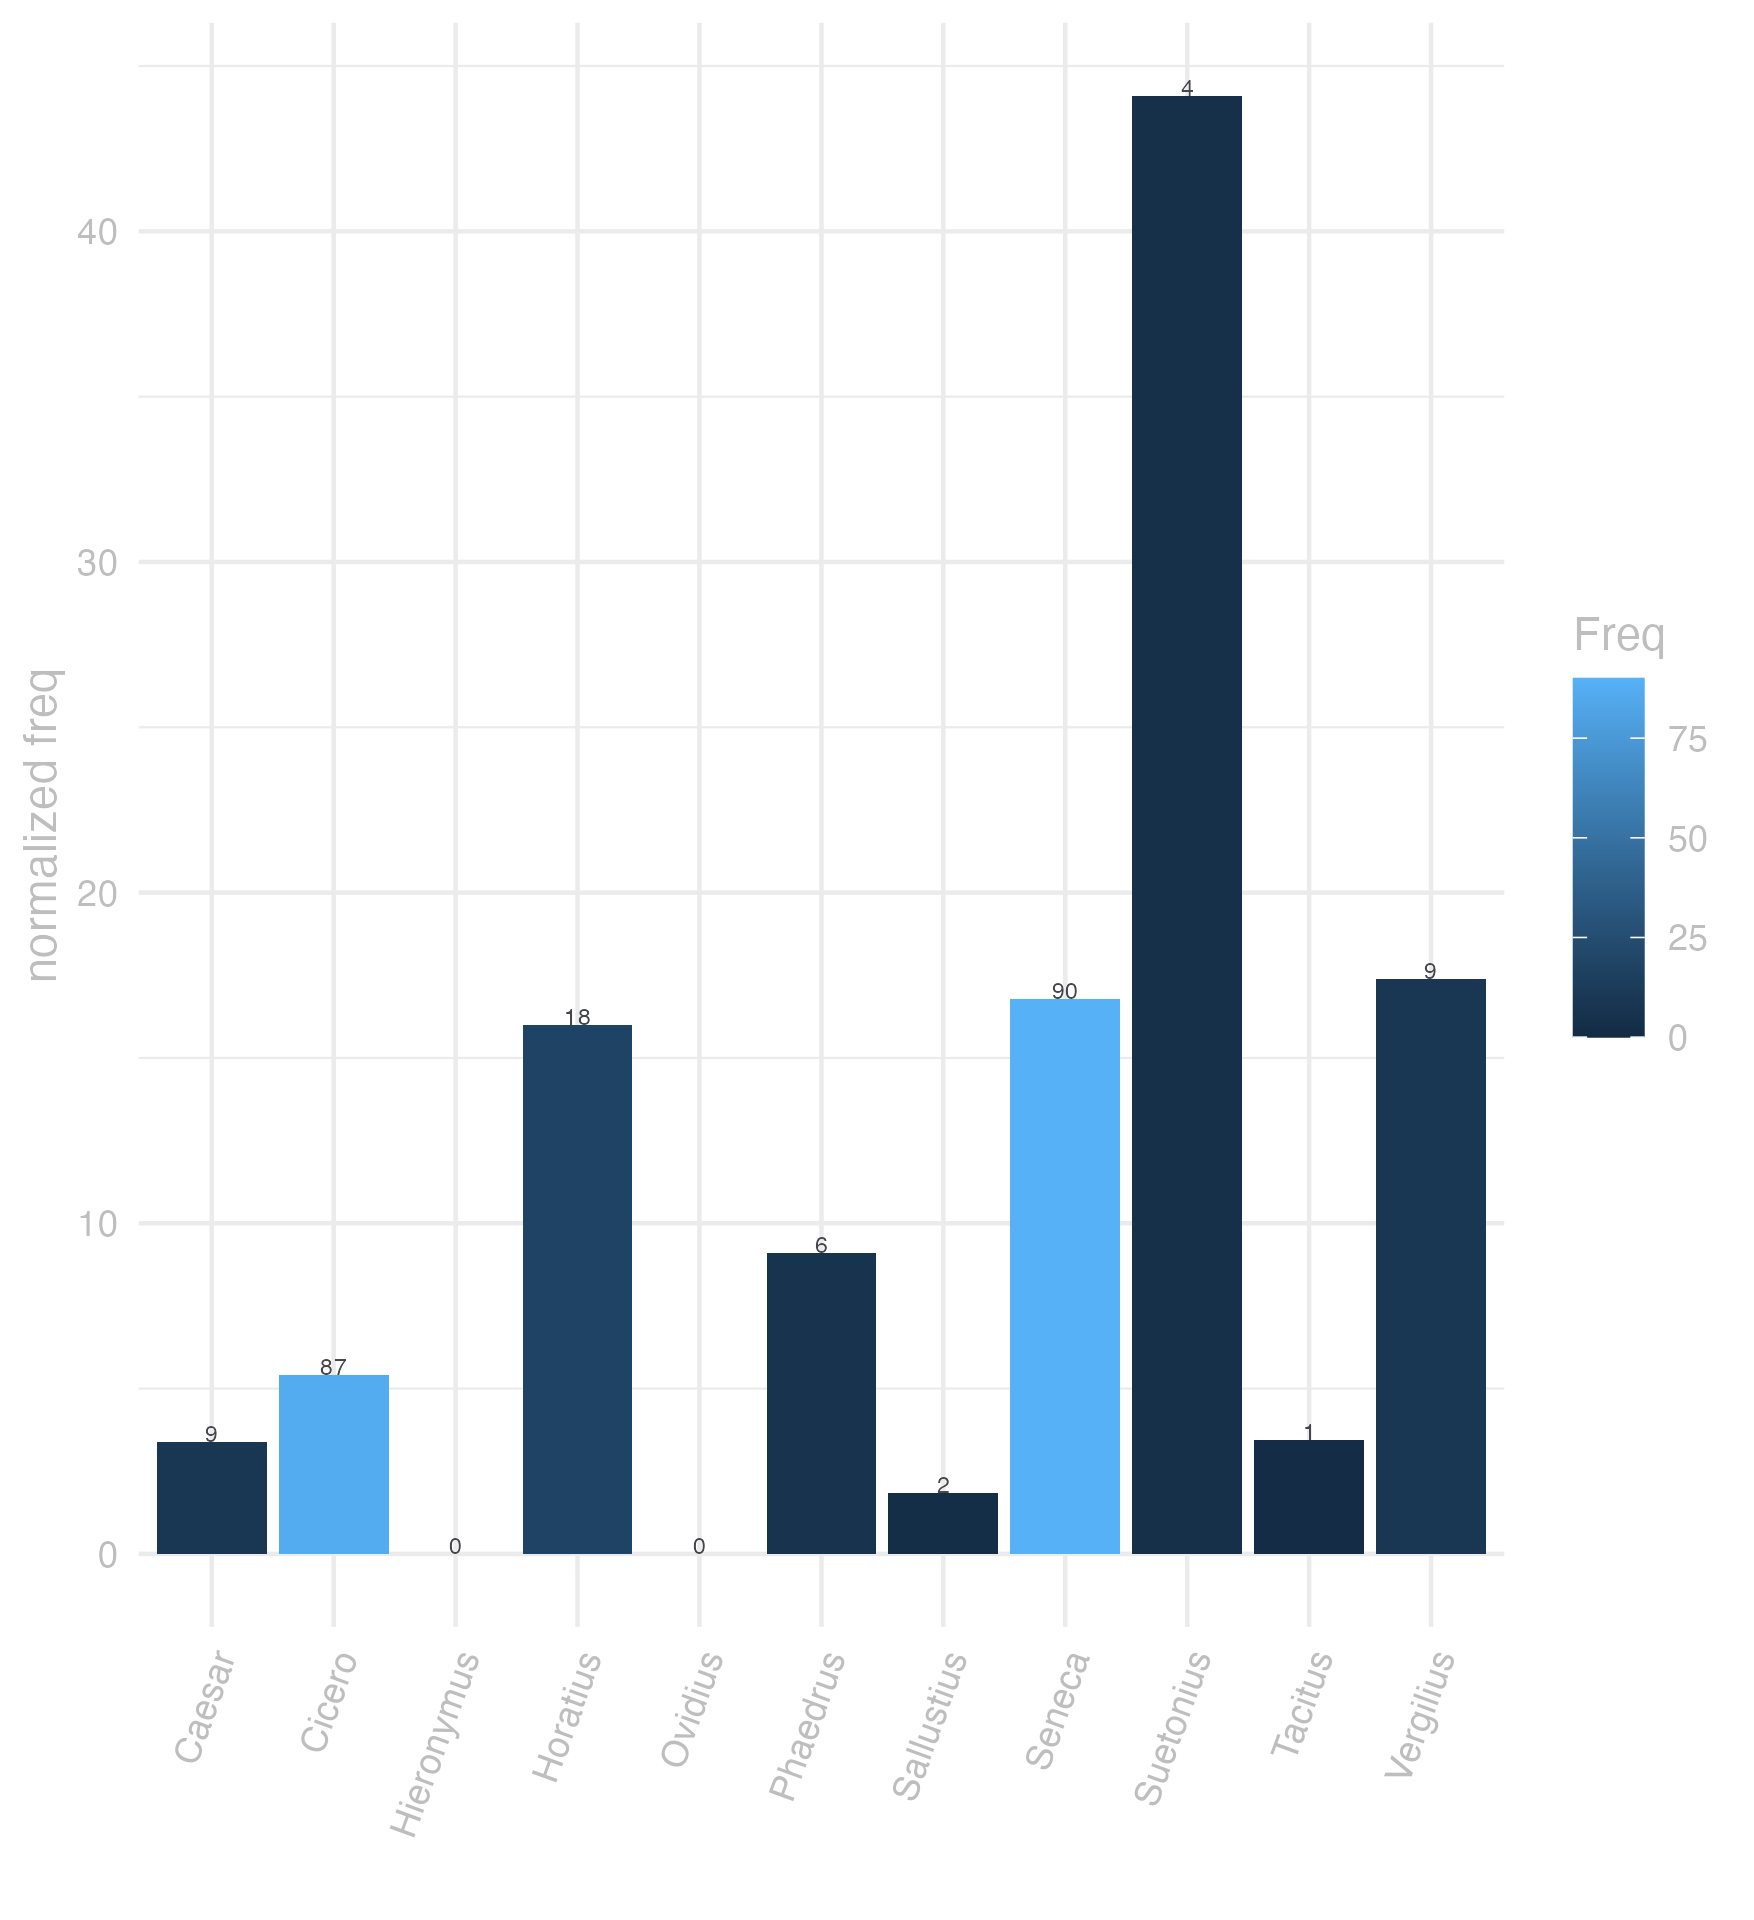 normalized freq
40
30
20
10
0
9
87
0
18
0
6
2
90
4
1
9
Caesar
Cicero
Hieronymus
Horatius
Ovidius
Phaedrus
Sallustius
Seneca
Suetonius
Tacitus
Vergilius
Freq
75
50
25
0